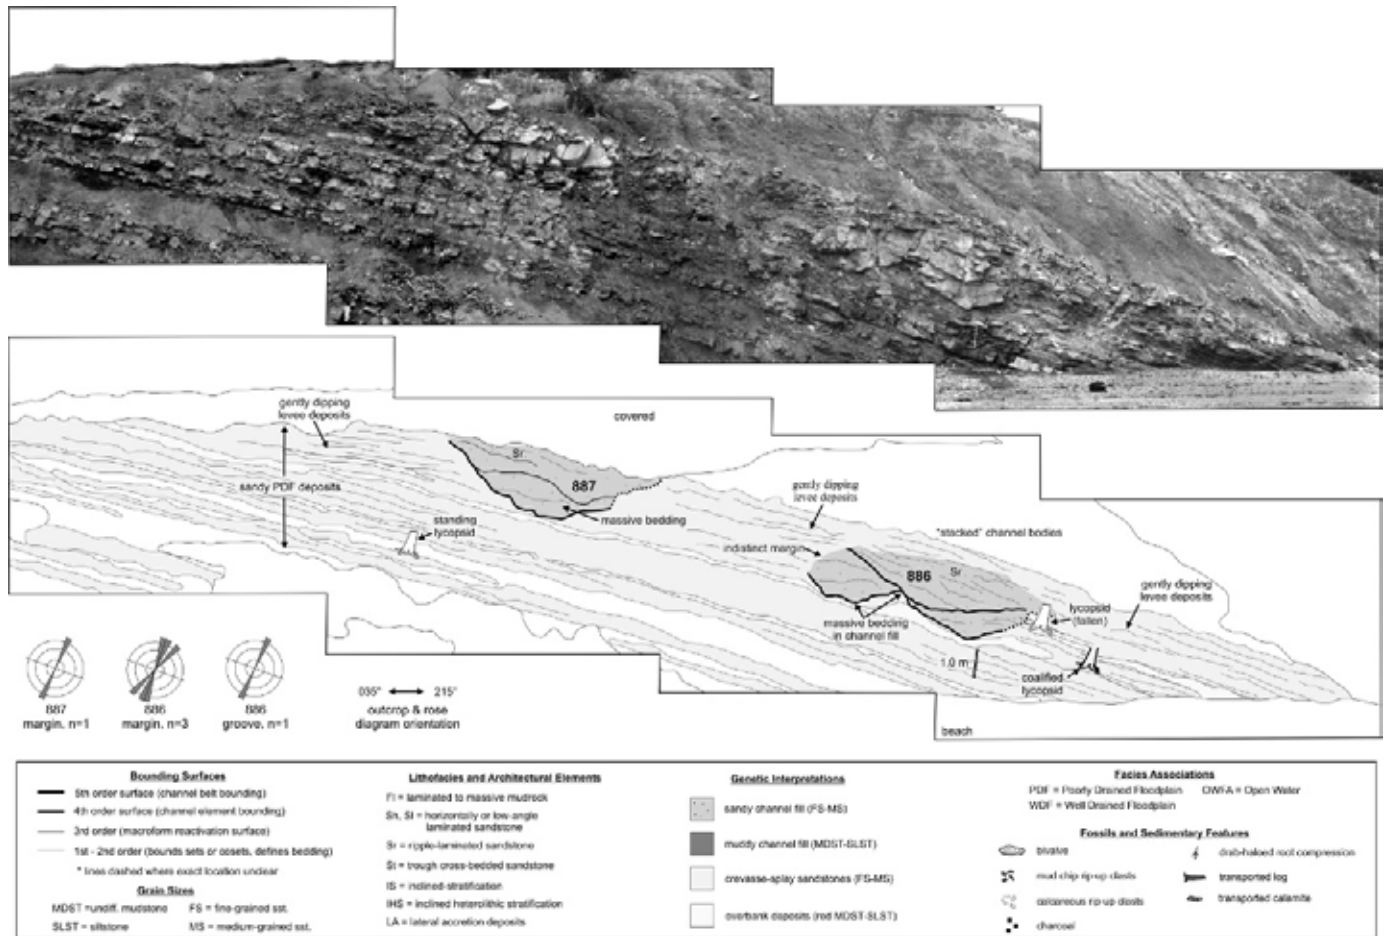 gently dipping
levee deposits
covered
Sr
887
sandy PDF deposits
massive bedding
standing
lycopsid
gently dipping
levee deposits
"stacked" channel bodies
indistinct margin
886
Sr
gently dipping
levee deposits
massive bedding
in channel fill
lycopsid
(fallen)
1.0 m
coalified
lycopsid
beach
887
margin, n=1
886
margin, n=3
886
groove, n=1
035° 215°
outcrop & rose
diagram orientation
Bounding Surfaces
5th order surface (channel belt bounding)
4th order surface (channel element bounding)
3rd order (macroform reactivation surface)
1st - 2nd order (bounds sets or cosets, defines bedding)
* lines dashed where exact location unclear
Grain Sizes
MDST = undiff. mudstone FS = fine-grained sst.
SLST = siltstone MS = medium-grained sst.
Lithofacies and Architectural Elements
Fl = laminated to massive mudrock
Sh, Sl = horizontally or low-angle
laminated sandstone
Sr = ripple-laminated sandstone
St = trough cross-bedded sandstone
IS = inclined-stratification
IHS = inclined heterolithic stratification
LA = lateral accretion deposits
Genetic Interpretations
sandy channel fill (FS-MS)
muddy channel fill (MDST-SLST)
crevasse-splay sandstones (FS-MS)
overbank deposits (red MDST-SLST)
Facies Associations
PDF = Poorly Drained Floodplain OWFA = Open Water
WDF = Well Drained Floodplain
Fossils and Sedimentary Features
bivalve
mud chip rip-up clasts
calcareous rip-up clasts
charcoal
drab-haloed root compression
transported log
transported calamite